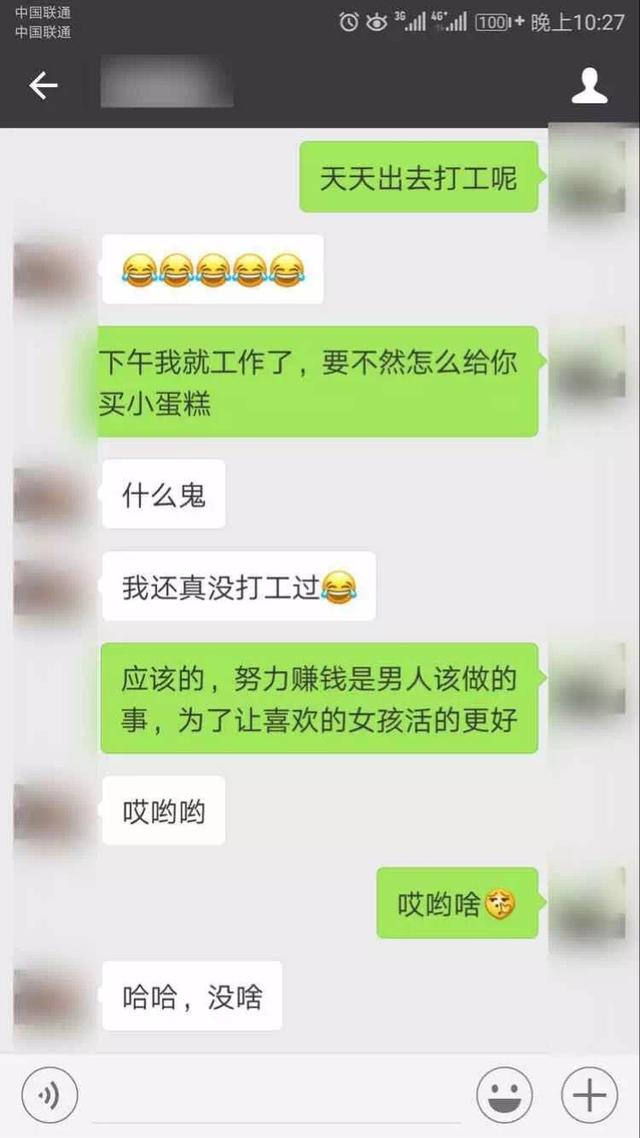 中国联通
中国联通
3G
4G+
100
晚上10:27
天天出去打工呢
😂😂😂😂😂
下午我就工作了，要不然怎么给你
买小蛋糕
什么鬼
我还真没打工过😂
应该的，努力赚钱是男人该做的
事，为了让喜欢的女孩活的更好
哎哟哟
哎哟啥
哈哈，没啥